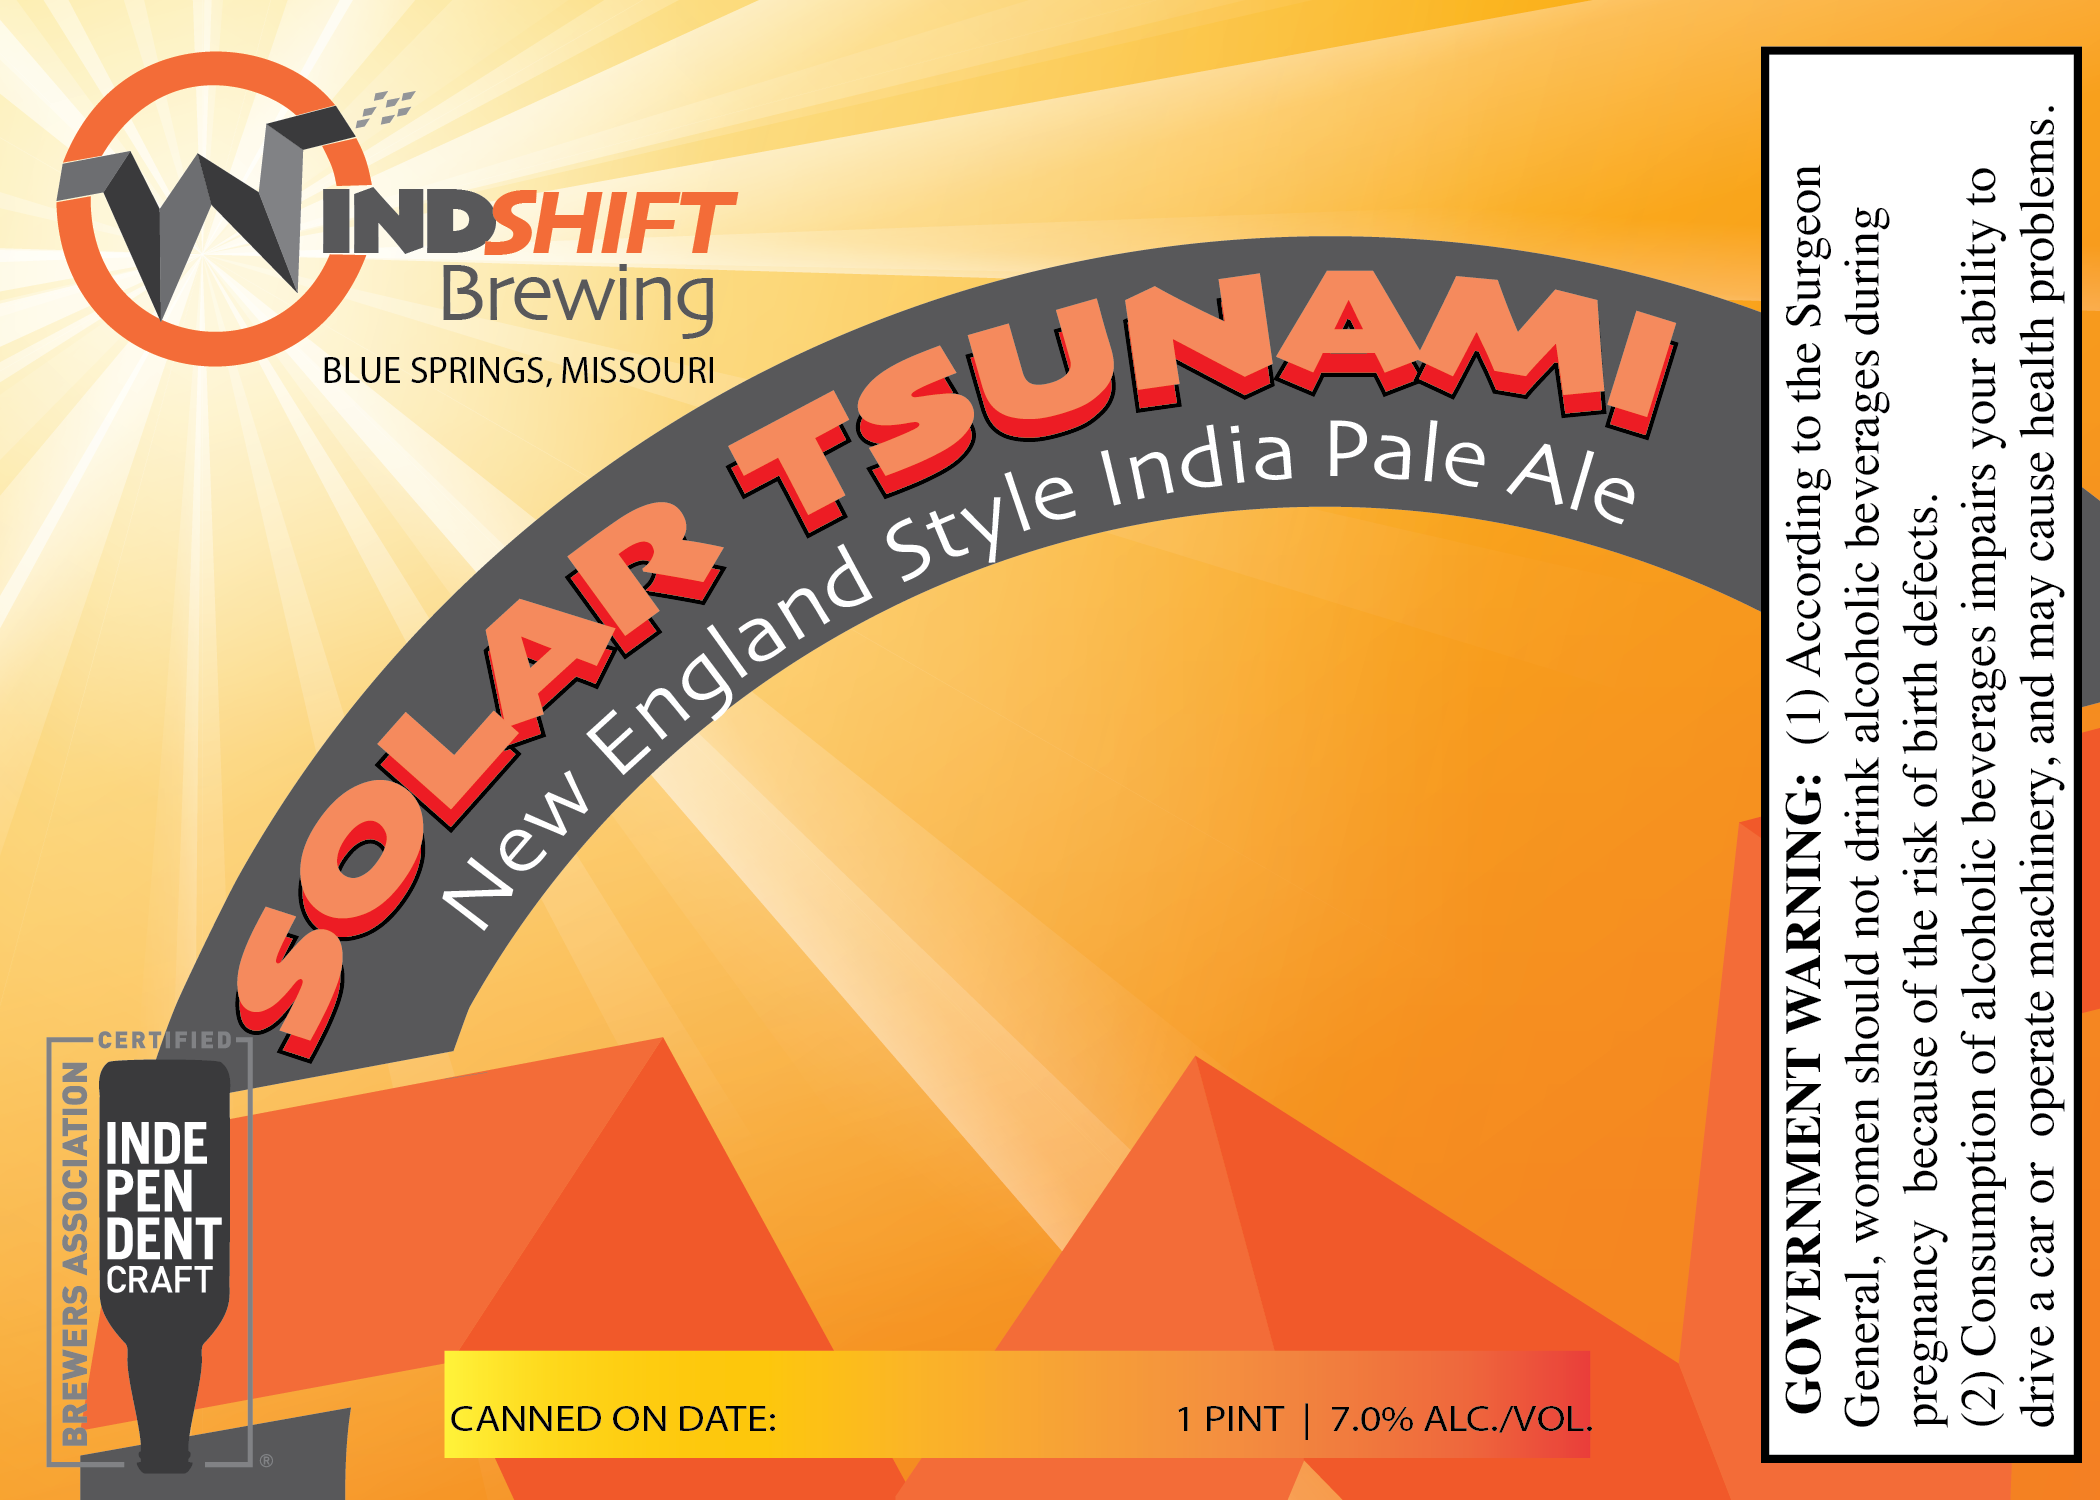 WINDSHIFT
Brewing
BLUE SPRINGS, MISSOURI
SOLAR TSUNAMI
New England Style India Pale Ale
CERTIFIED
BREWERS ASSOCIATION
INDE
PEN
DENT
CRAFT
®
CANNED ON DATE:
1 PINT | 7.0% ALC./VOL.
GOVERNMENT WARNING: (1) According to the Surgeon
General, women should not drink alcoholic beverages during
pregnancy because of the risk of birth defects.
(2) Consumption of alcoholic beverages impairs your ability to
drive a car or operate machinery, and may cause health problems.